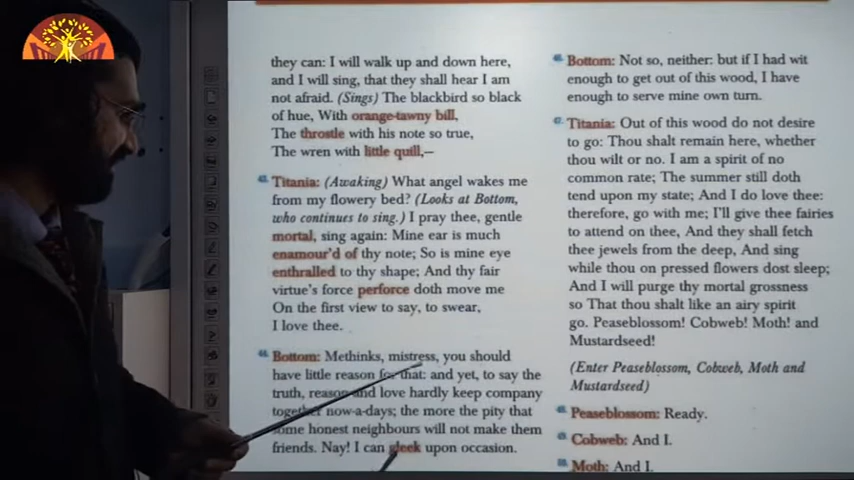 they can: I will walk up and down here,
and I will sing, that they shall hear I am
not afraid. (Sings) The blackbird so black
of hue, With orange-tawny bill,
The throstle with his note so true,
The wren with little quill,—
Titania: (Awaking) What angel wakes me
from my flowery bed? (Looks at Bottom,
who continues to sing.) I pray thee, gentle
mortal, sing again: Mine ear is much
enamour'd of thy note; So is mine eye
enthralled to thy shape; And thy fair
virtue's force perforce doth move me
On the first view to say, to swear,
I love thee.
Bottom: Methinks, mistress, you should
have little reason for that: and yet, to say the
truth, reason and love hardly keep company
together now-a-days; the more the pity that
some honest neighbours will not make them
friends. Nay! I can gleek upon occasion.
Bottom: Not so, neither: but if I had wit
enough to get out of this wood, I have
enough to serve mine own turn.
Titania: Out of this wood do not desire
to go: Thou shalt remain here, whether
thou wilt or no. I am a spirit of no
common rate; The summer still doth
tend upon my state; And I do love thee:
therefore, go with me; I'll give thee fairies
to attend on thee, And they shall fetch
thee jewels from the deep, And sing
while thou on pressed flowers dost sleep;
And I will purge thy mortal grossness
so That thou shalt like an airy spirit
go. Peaseblossom! Cobweb! Moth! and
Mustardseed!
(Enter Peaseblossom, Cobweb, Moth and
Mustardseed)
Peaseblossom: Ready.
Cobweb: And I.
Moth: And I.